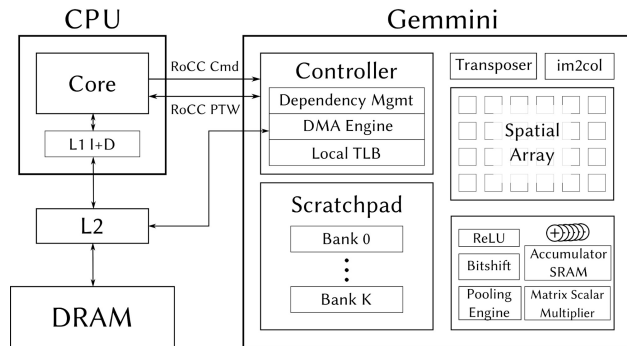 CPU
Gemmini
Core
L1 I+D
L2
DRAM
RoCC Cmd
RoCC PTW
Controller
Dependency Mgmt
DMA Engine
Local TLB
Scratchpad
Bank 0
Bank K
Transposer
im2col
Spatial
Array
ReLU
Bitshift
Accumulator
SRAM
Pooling
Engine
Matrix Scalar
Multiplier